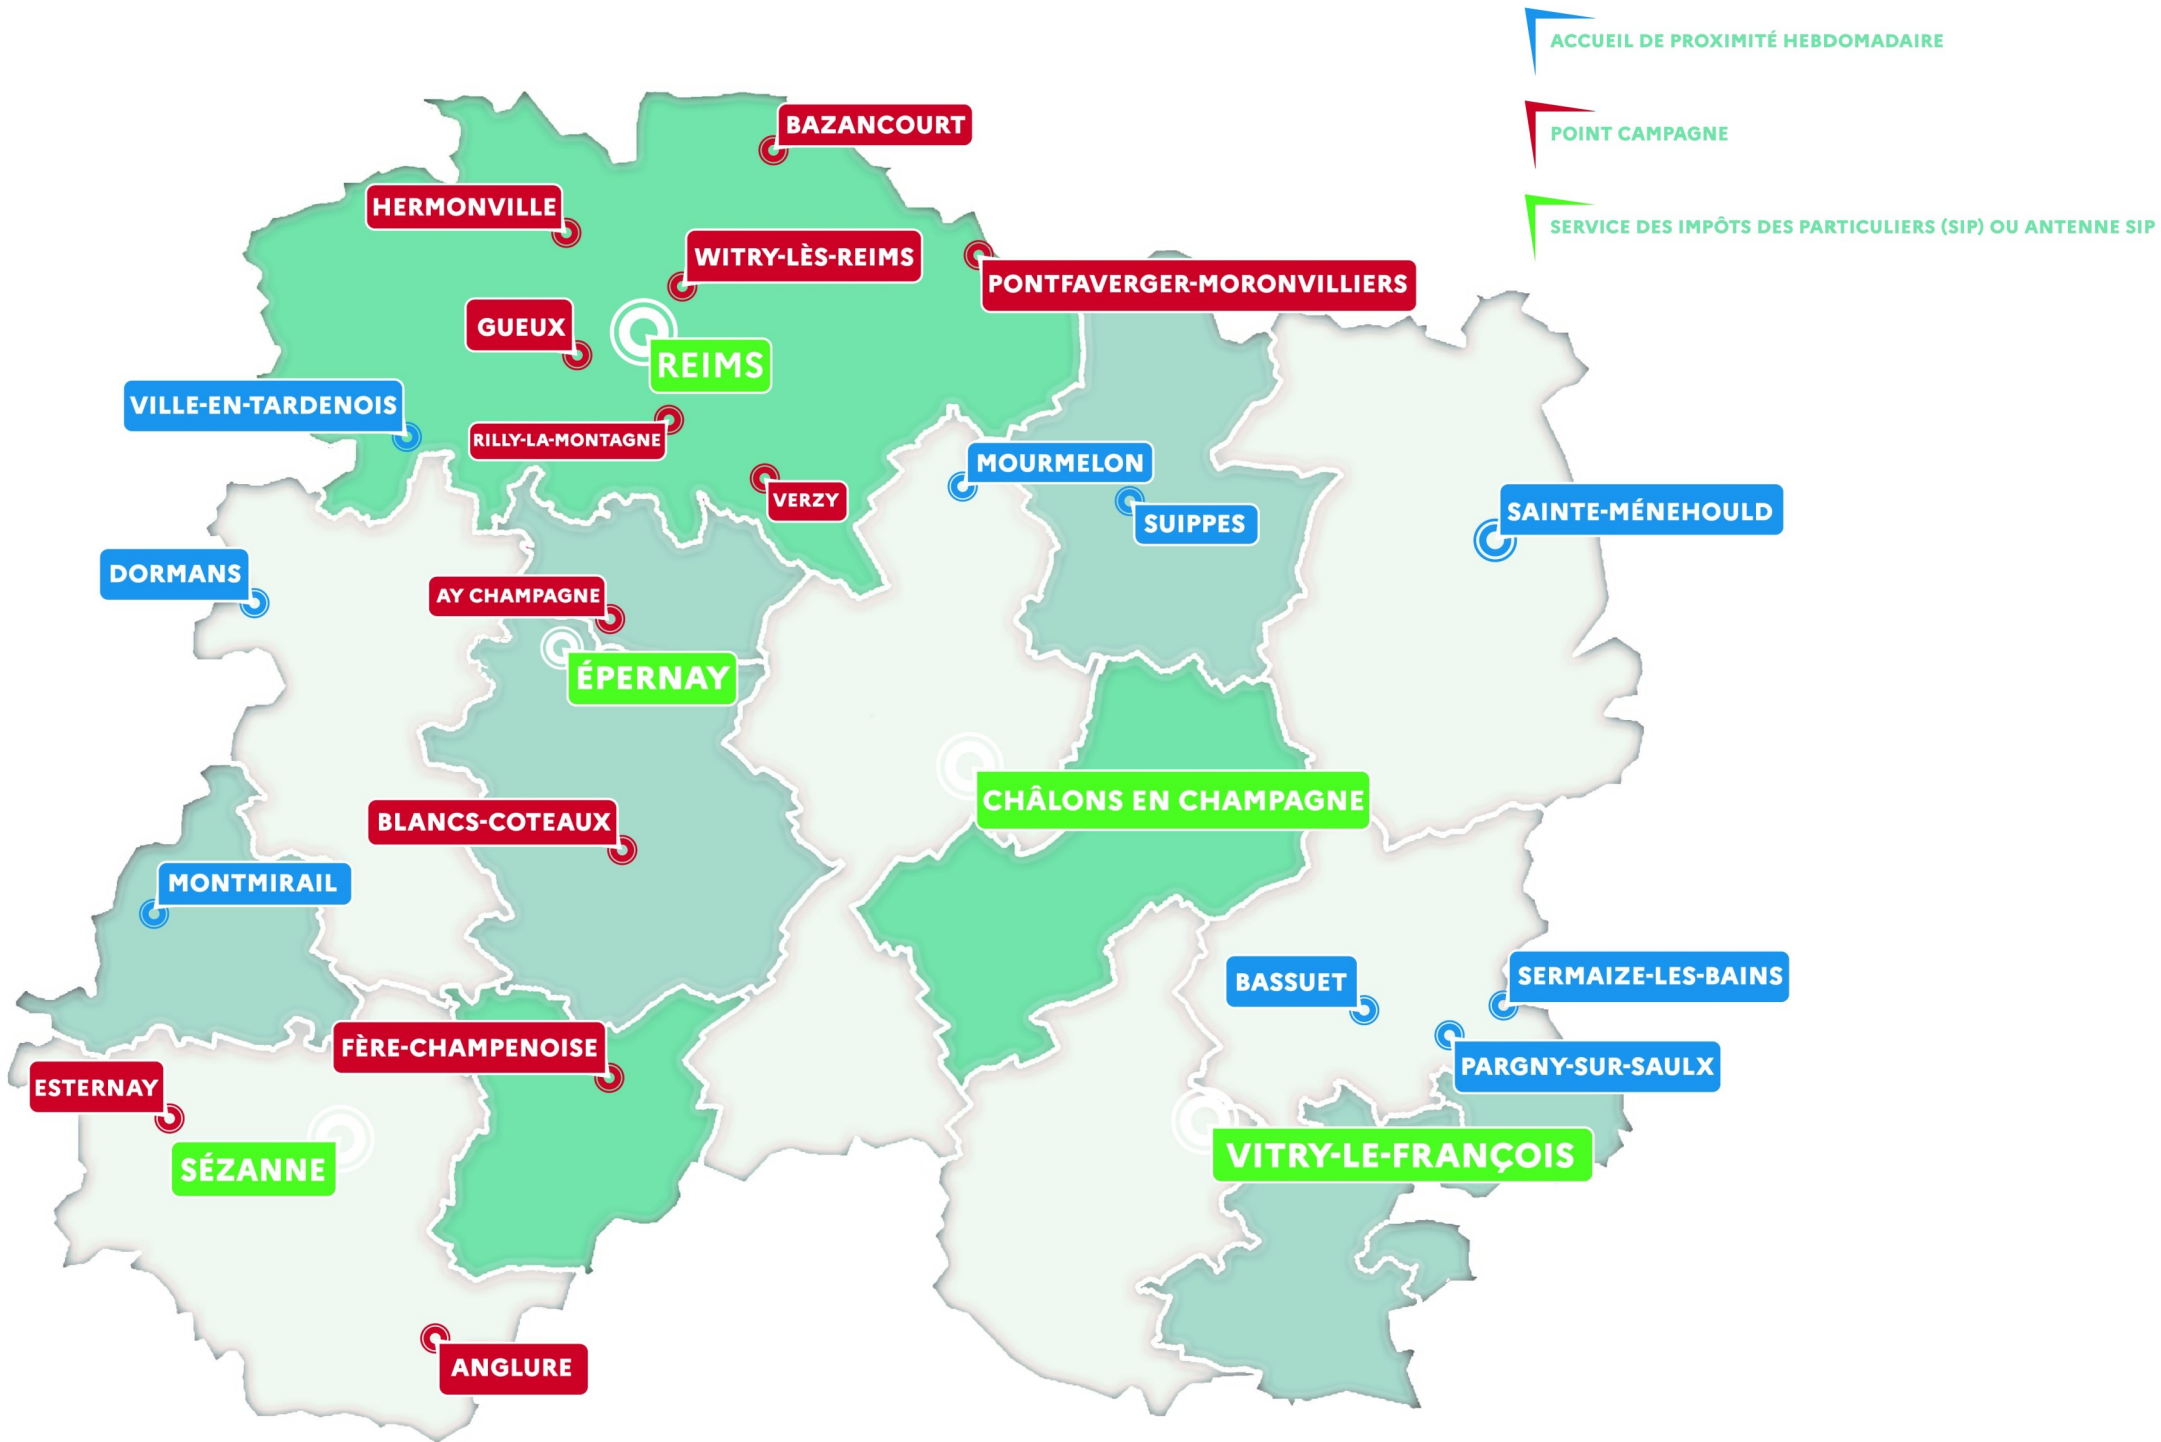 ACCUEIL DE PROXIMITÉ HEBDOMADAIRE
POINT CAMPAGNE
SERVICE DES IMPÔTS DES PARTICULIERS (SIP) OU ANTENNE SIP
BAZANCOURT
HERMONVILLE
WITRY-LÈS-REIMS
PONTFAVERGER-MORONVILLIERS
GUEUX
REIMS
VILLE-EN-TARDENOIS
RILLY-LA-MONTAGNE
MOURMELON
VERZY
SUIPPES
SAINTE-MÉNEHOULD
DORMANS
AY CHAMPAGNE
ÉPERNAY
CHÂLONS EN CHAMPAGNE
BLANCS-COTEAUX
MONTMIRAIL
BASSUET
SERMAIZE-LES-BAINS
FÈRE-CHAMPENOISE
PARGNY-SUR-SAULX
ESTERNAY
SÉZANNE
VITRY-LE-FRANÇOIS
ANGLURE